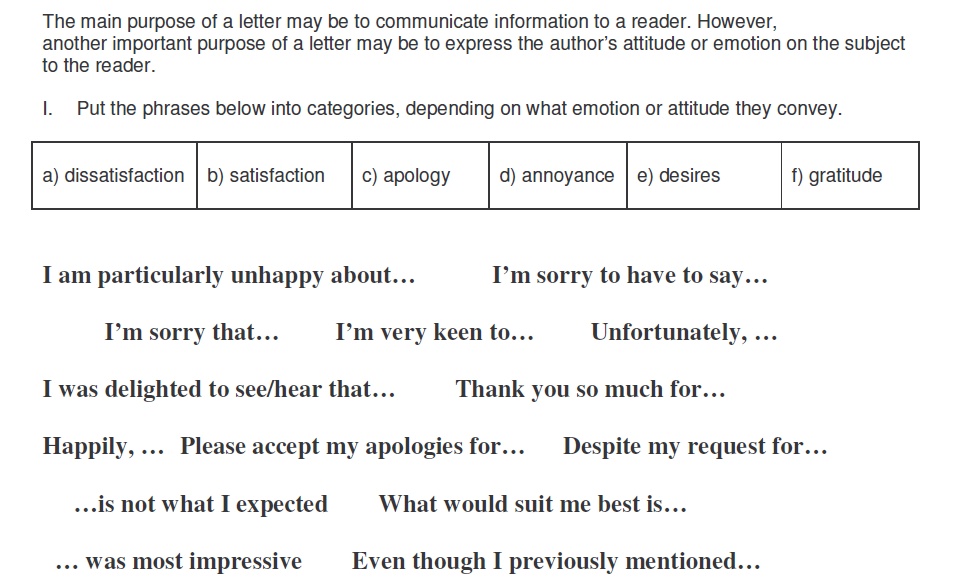 The main purpose of a letter may be to communicate information to a reader. However,
another important purpose of a letter may be to express the author's attitude or emotion on the subject
to the reader.
I. Put the phrases below into categories, depending on what emotion or attitude they convey.
a) dissatisfaction b) satisfaction c) apology d) annoyance e) desires f) gratitude
I am particularly unhappy about… I'm sorry to have to say…
I'm sorry that… I'm very keen to… Unfortunately, …
I was delighted to see/hear that… Thank you so much for…
Happily, … Please accept my apologies for… Despite my request for…
…is not what I expected What would suit me best is…
… was most impressive Even though I previously mentioned…